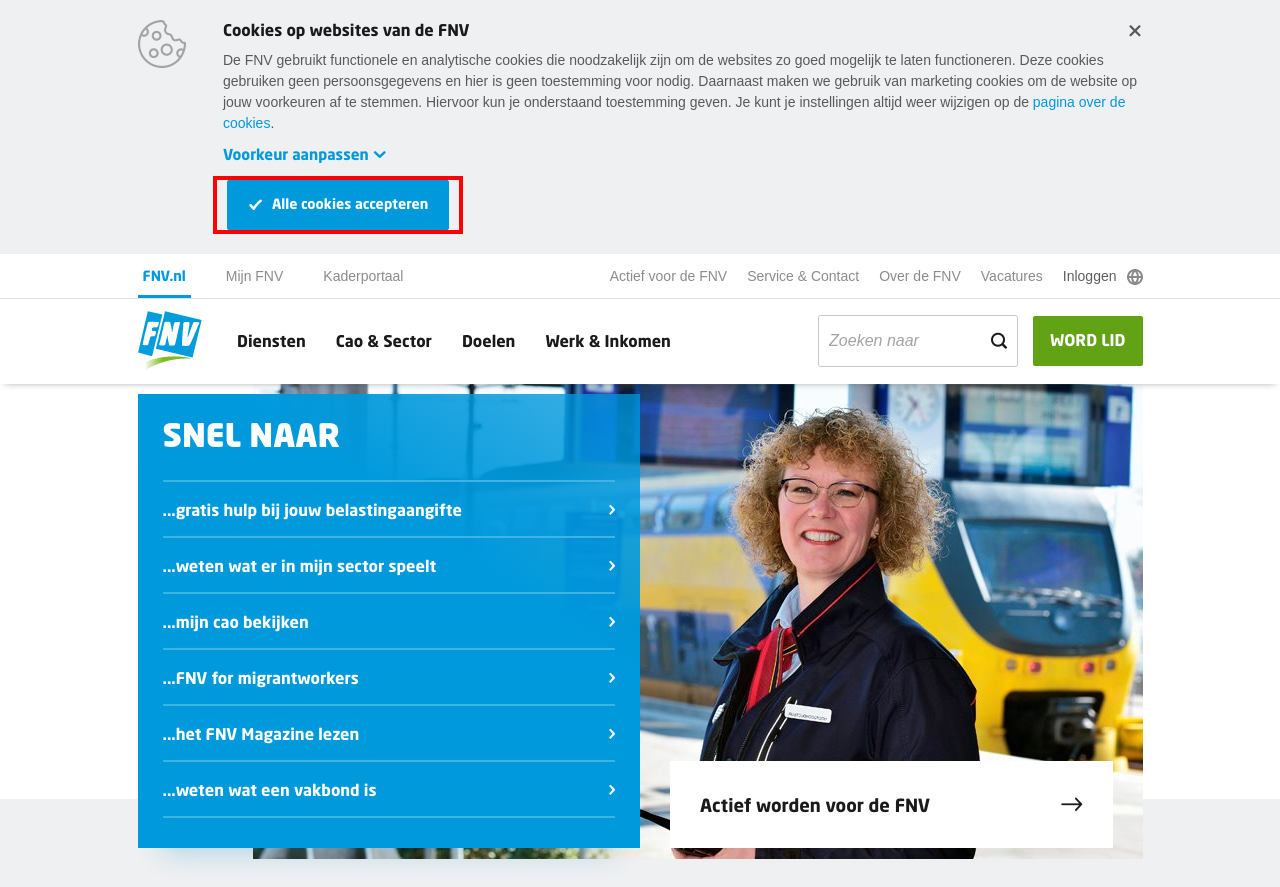 Cookies op websites van de FNV
De FNV gebruikt functionele en analytische cookies die noodzakelijk zijn om de websites zo goed mogelijk te laten functioneren. Deze cookies
gebruiken geen persoonsgegevens en hier is geen toestemming voor nodig. Daarnaast maken we gebruik van marketing cookies om de website op
jouw voorkeuren af te stemmen. Hiervoor kun je onderstaand toestemming geven. Je kunt je instellingen altijd weer wijzigen op de pagina over de
cookies.
Voorkeur aanpassen
Alle cookies accepteren
FNV.nl Mijn FNV Kaderportaal Actief voor de FNV Service & Contact Over de FNV Vacatures Inloggen
FNV Diensten Cao & Sector Doelen Werk & Inkomen Zoeken naar WORD LID
SNEL NAAR
...gratis hulp bij jouw belastingaangifte
...weten wat er in mijn sector speelt
...mijn cao bekijken
...FNV for migrantworkers
...het FNV Magazine lezen
...weten wat een vakbond is
Actief worden voor de FNV